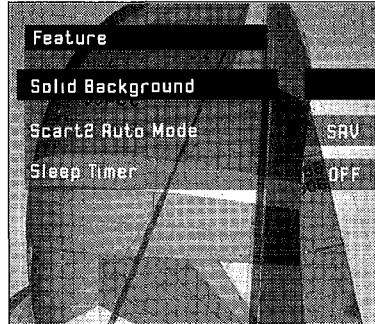 Feature
Solid Background
Scart2 Auto Mode SAV
Sleep Timer OFF